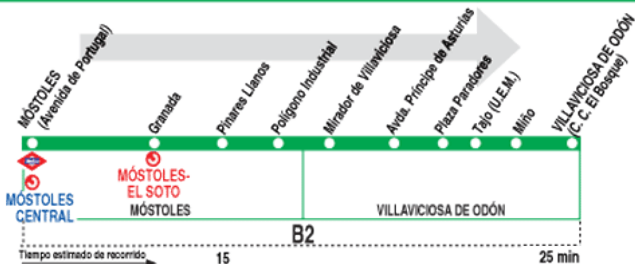 MÓSTOLES
(Avenida de Portugal)
Granada
Pinares Llanos
Polígono Industrial
Mirador de Villaviciosa
Avda. Príncipe de Asturias
Plaza Paradores
Tajo (U.E.M.)
Miño
VILLAVICIOSA DE ODÓN
(C. C. El Bosque)
MÓSTOLES
CENTRAL
MÓSTOLES-
EL SOTO
MÓSTOLES
VILLAVICIOSA DE ODÓN
B2
Tiempo estimado de recorrido
15
25 min